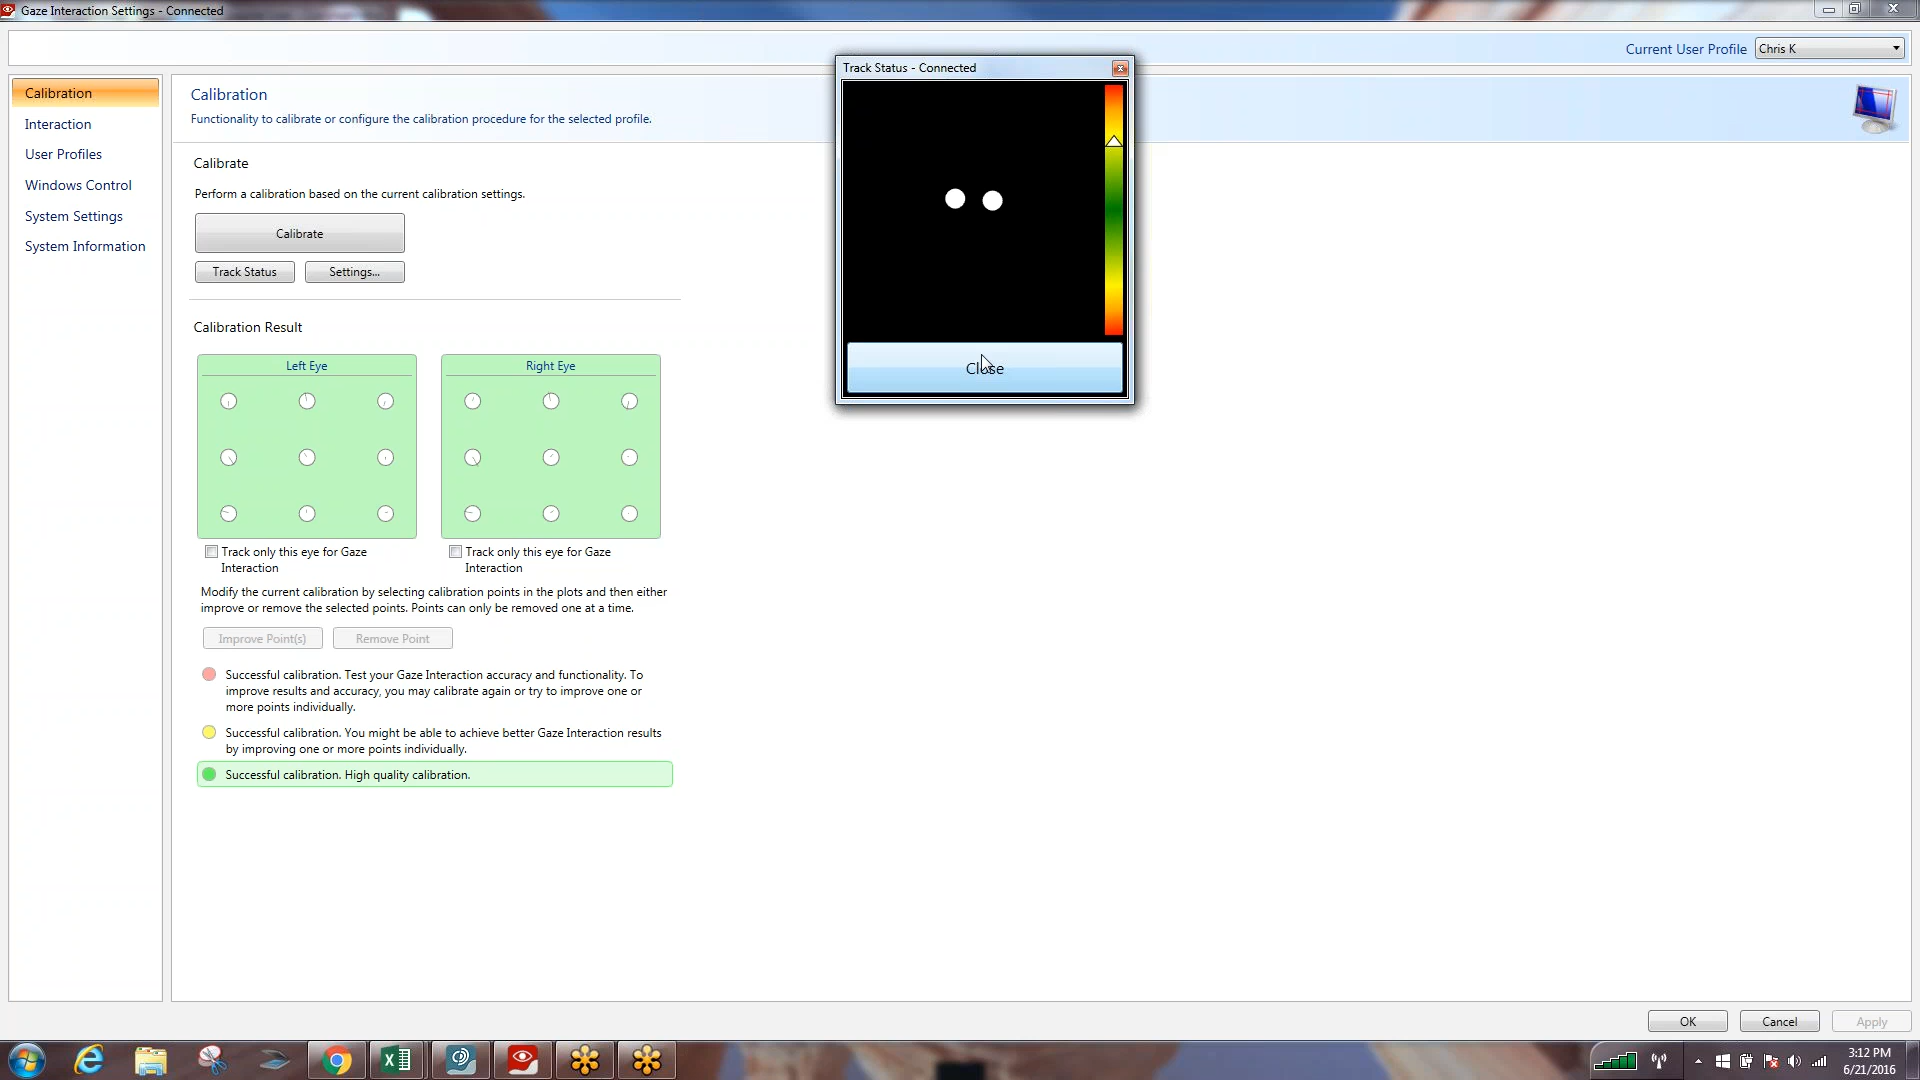 Gaze Interaction Settings - Connected
Current User Profile
Chris K
Track Status - Connected
Close
Calibration
Interaction
User Profiles
Windows Control
System Settings
System Information
Calibration
Functionality to calibrate or configure the calibration procedure for the selected profile.
Calibrate
Perform a calibration based on the current calibration settings.
Calibrate
Track Status
Settings...
Calibration Result
Left Eye
Right Eye
Track only this eye for Gaze
Interaction
Track only this eye for Gaze
Interaction
Modify the current calibration by selecting calibration points in the plots and then either
improve or remove the selected points. Points can only be removed one at a time.
Improve Point(s)
Remove Point
Successful calibration. Test your Gaze Interaction accuracy and functionality. To
improve results and accuracy, you may calibrate again or try to improve one or
more points individually.
Successful calibration. You might be able to achieve better Gaze Interaction results
by improving one or more points individually.
Successful calibration. High quality calibration.
OK
Cancel
Apply
3:12 PM
6/21/2016